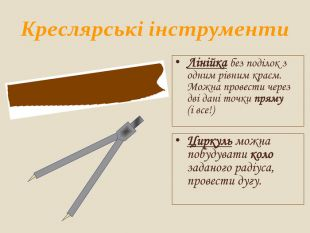 Креслярські інструменти
• Лінійка без поділок з
одним рівним краєм.
Можна провести через
дві дані точки пряму
(і все!)
• Циркуль можна
побудувати коло
заданого радіуса,
провести дугу.